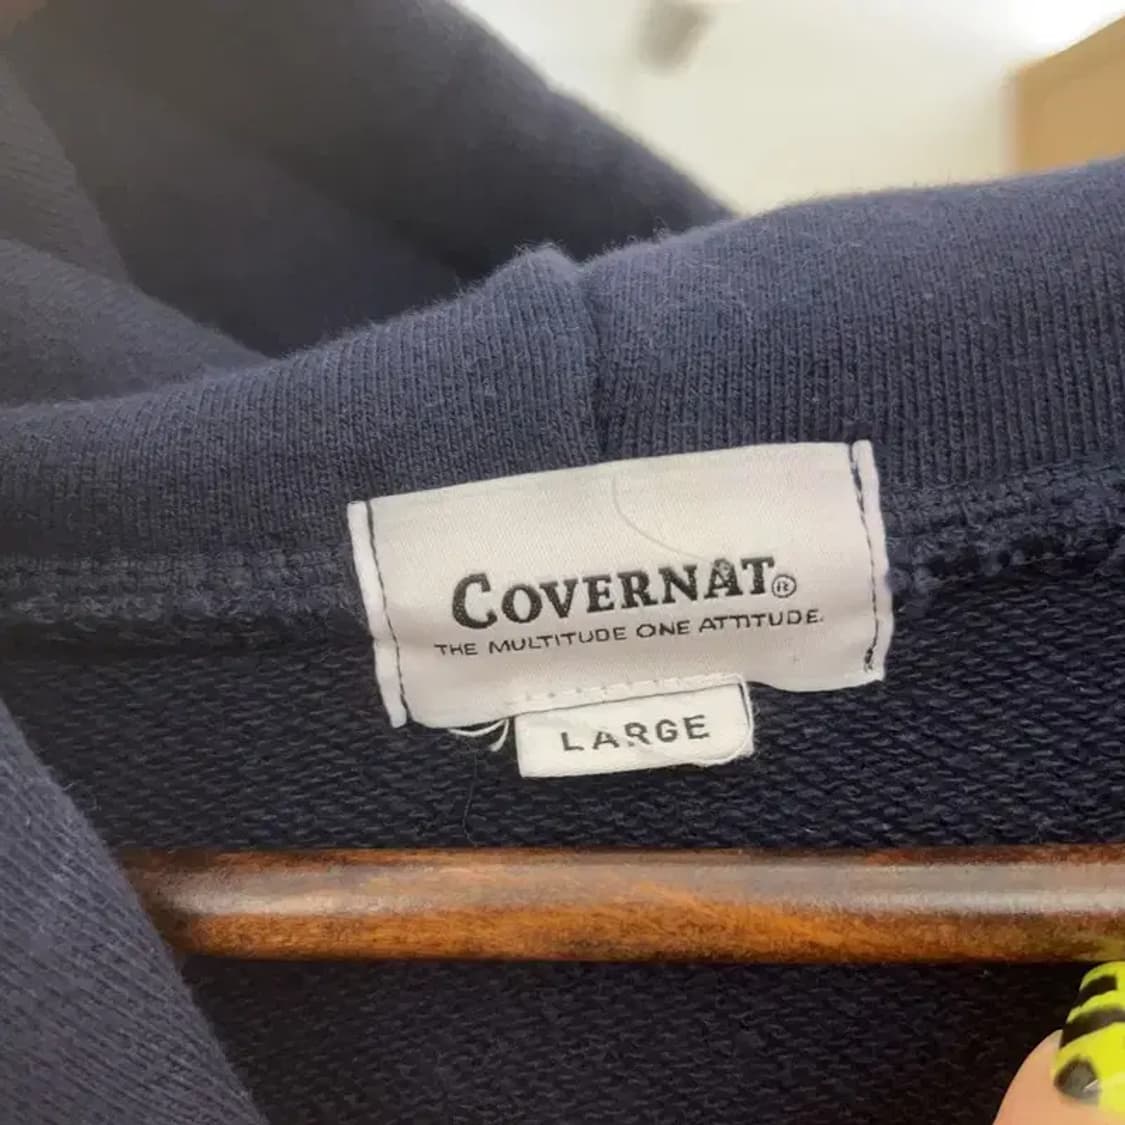 COVERNAT®
THE MULTITUDE ONE ATTITUDE.
LARGE